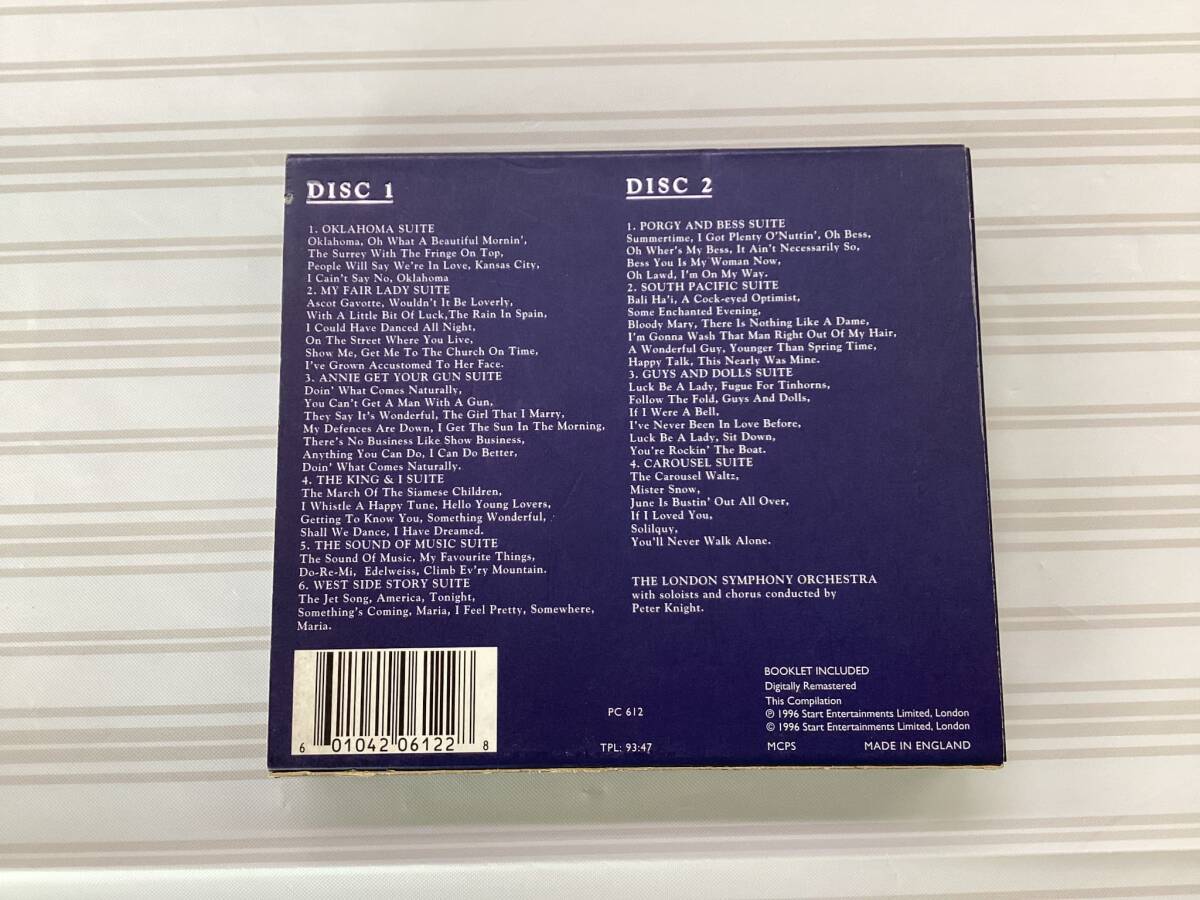 DISC 1
1. OKLAHOMA SUITE
Oklahoma, Oh What A Beautiful Mornin',
The Surrey With The Fringe On Top,
People Will Say We're In Love, Kansas City,
I Cain't Say No, Oklahoma
2. MY FAIR LADY SUITE
Ascot Gavotte, Wouldn't It Be Loverly,
With A Little Bit Of Luck,The Rain In Spain,
I Could Have Danced All Night,
On The Street Where You Live,
Show Me, Get Me To The Church On Time,
I've Grown Accustomed To Her Face.
3. ANNIE GET YOUR GUN SUITE
Doin' What Comes Naturally,
You Can't Get A Man With A Gun,
They Say It's Wonderful, The Girl That I Marry,
My Defences Are Down, I Get The Sun In The Morning,
There's No Business Like Show Business,
Anything You Can Do, I Can Do Better,
Doin' What Comes Naturally.
4. THE KING & I SUITE
The March Of The Siamese Children,
I Whistle A Happy Tune, Hello Young Lovers,
Getting To Know You, Something Wonderful,
Shall We Dance, I Have Dreamed.
5. THE SOUND OF MUSIC SUITE
The Sound Of Music, My Favourite Things,
Do-Re-Mi, Edelweiss, Climb Ev'ry Mountain.
6. WEST SIDE STORY SUITE
The Jet Song, America, Tonight,
Something's Coming, Maria, I Feel Pretty, Somewhere,
Maria.
DISC 2
1. PORGY AND BESS SUITE
Summertime, I Got Plenty O'Nuttin', Oh Bess,
Oh Wher's My Bess, It Ain't Necessarily So,
Bess You Is My Woman Now,
Oh Lawd, I'm On My Way.
2. SOUTH PACIFIC SUITE
Bali Ha'i, A Cock-eyed Optimist,
Some Enchanted Evening,
Bloody Mary, There Is Nothing Like A Dame,
I'm Gonna Wash That Man Right Out Of My Hair,
A Wonderful Guy, Younger Than Spring Time,
Happy Talk, This Nearly Was Mine.
3. GUYS AND DOLLS SUITE
Luck Be A Lady, Fugue For Tinhorns,
Follow The Fold, Guys And Dolls,
If I Were A Bell,
I've Never Been In Love Before,
Luck Be A Lady, Sit Down,
You're Rockin' The Boat.
4. CAROUSEL SUITE
The Carousel Waltz,
Mister Snow,
June Is Bustin' Out All Over,
If I Loved You,
Solilquy,
You'll Never Walk Alone.
THE LONDON SYMPHONY ORCHESTRA
with soloists and chorus conducted by
Peter Knight.
6 01042 06122 8
PC 612
TPL: 93:47
BOOKLET INCLUDED
Digitally Remastered
This Compilation
℗ 1996 Start Entertainments Limited, London
© 1996 Start Entertainments Limited, London
MCPS MADE IN ENGLAND